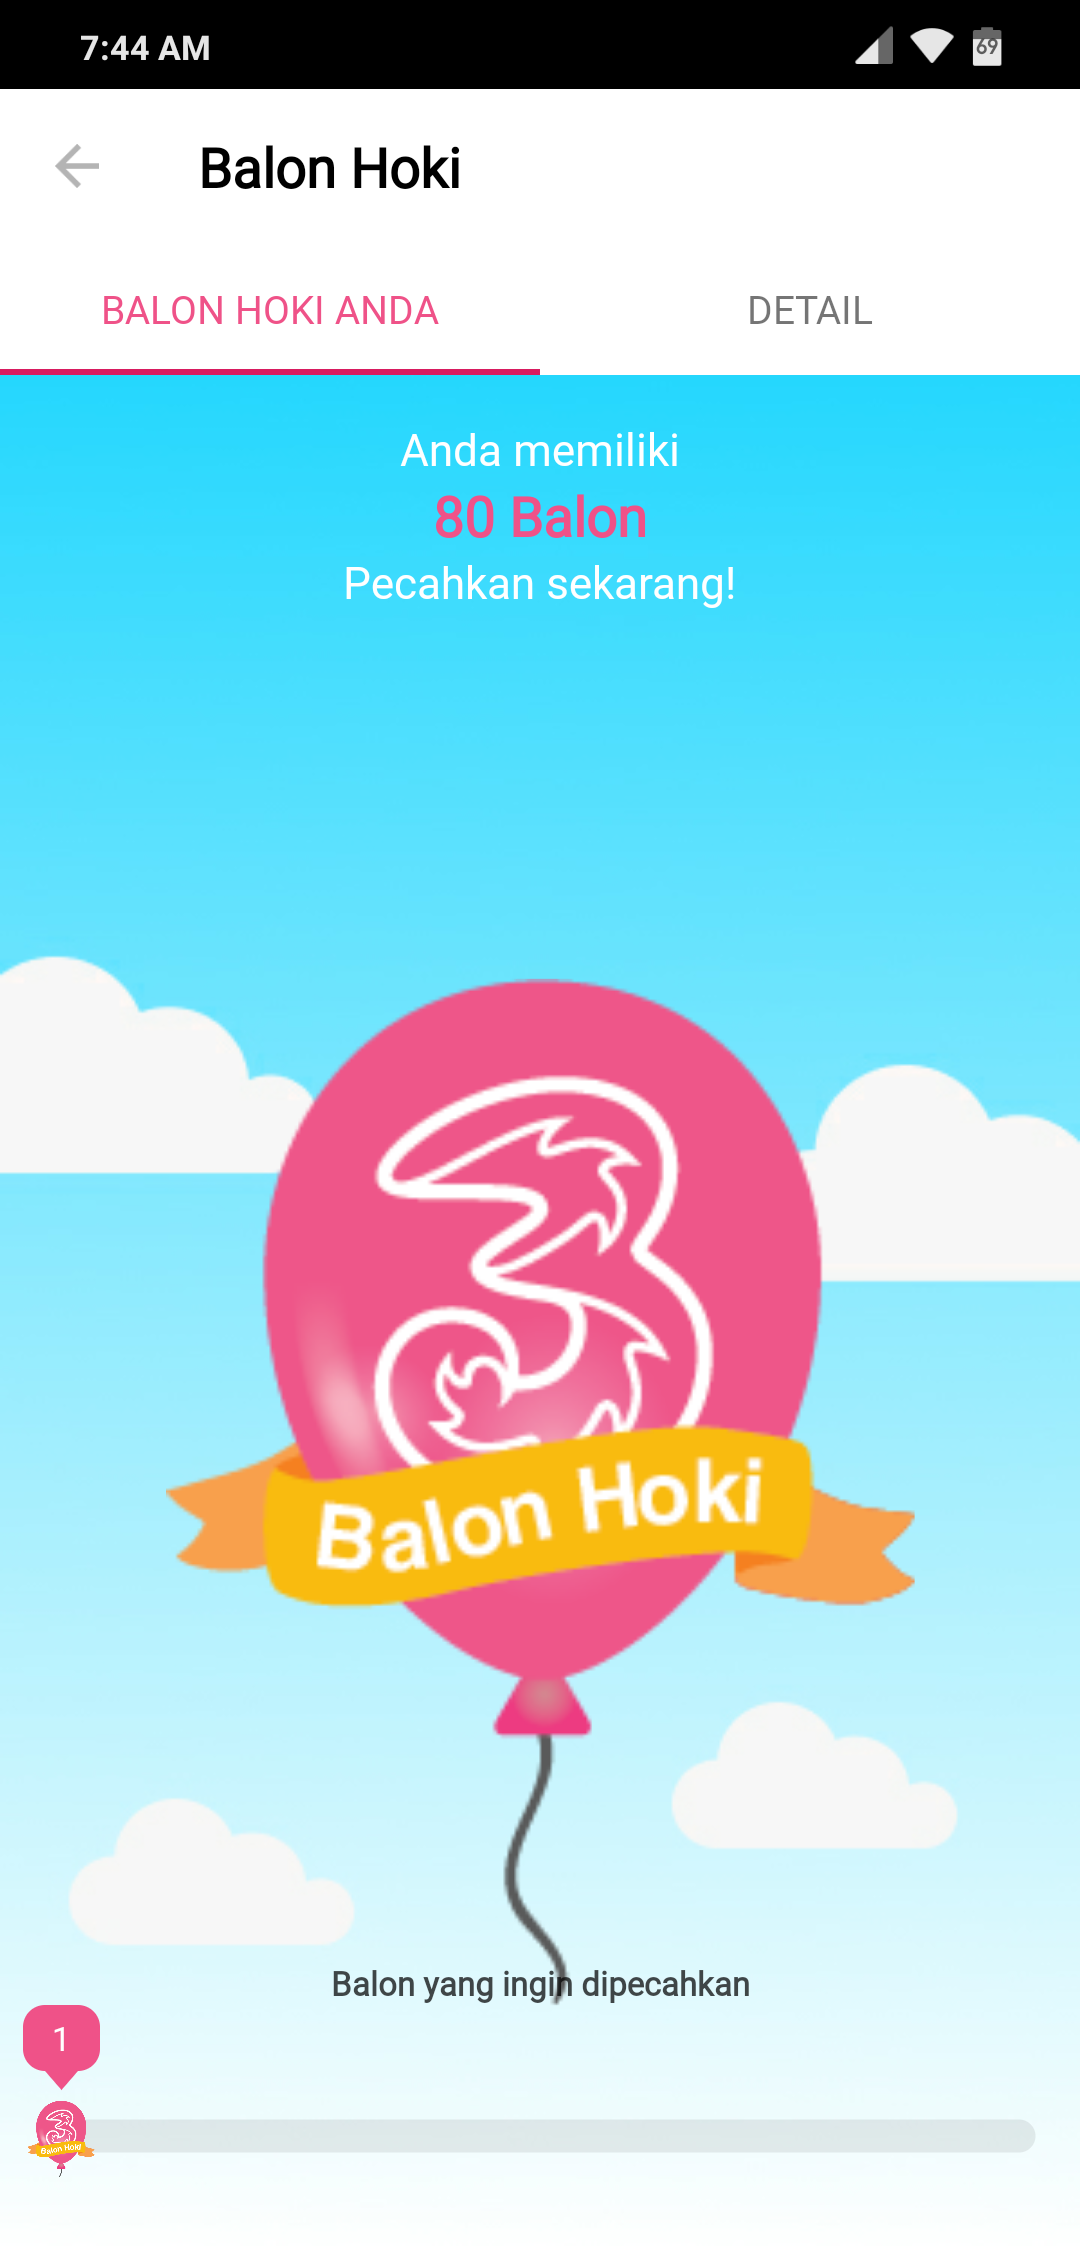 7:44 AM
69
Balon Hoki
BALON HOKI ANDA
DETAIL
Anda memiliki
80 Balon
Pecahkan sekarang!
Balon Hoki
Balon yang ingin dipecahkan
1
Balon Hoki